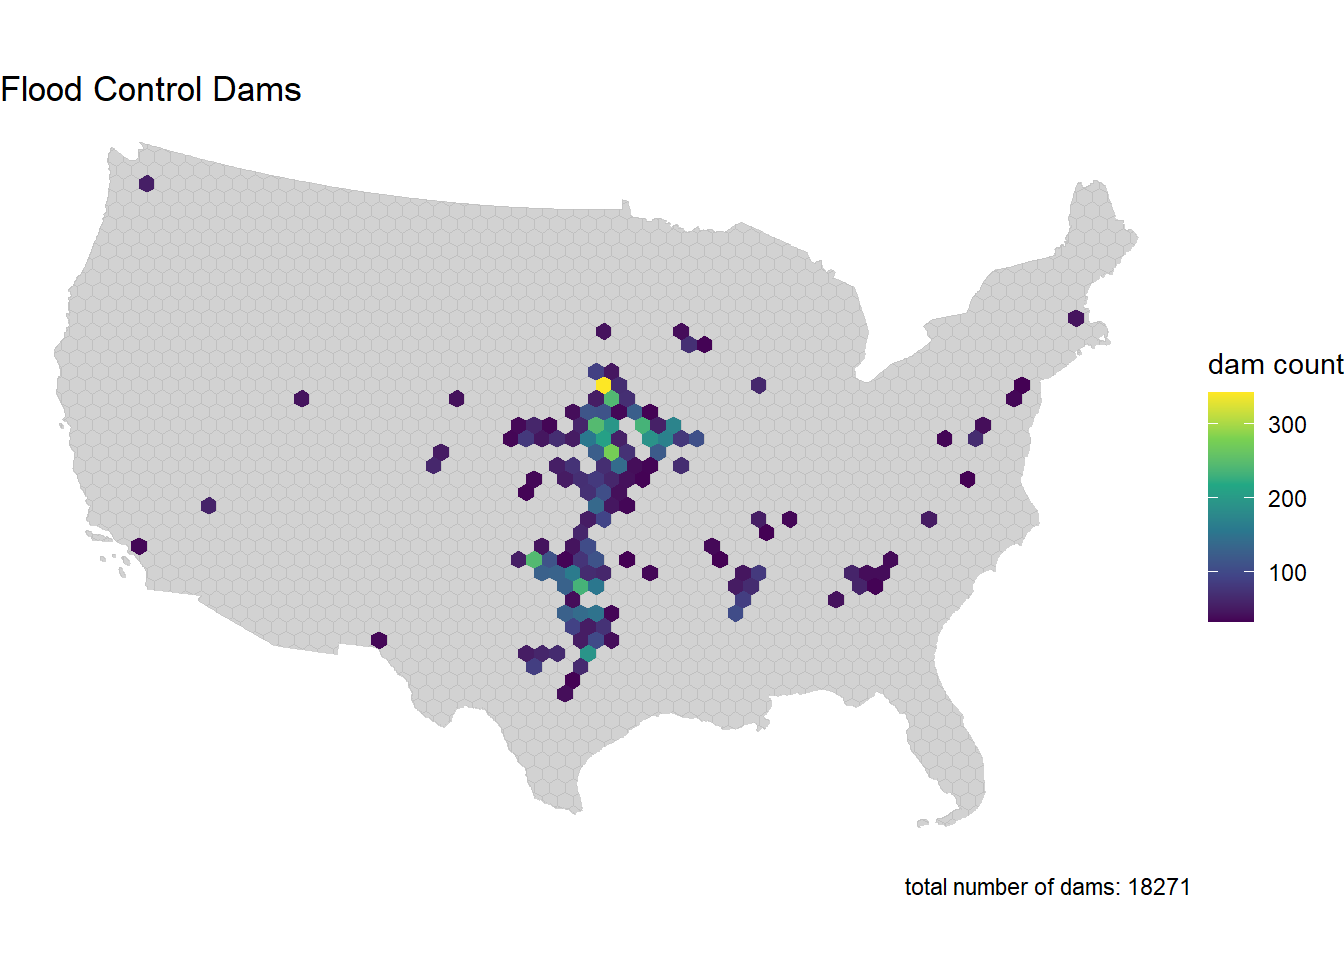 Flood Control Dams
dam count
300
200
100
total number of dams: 18271